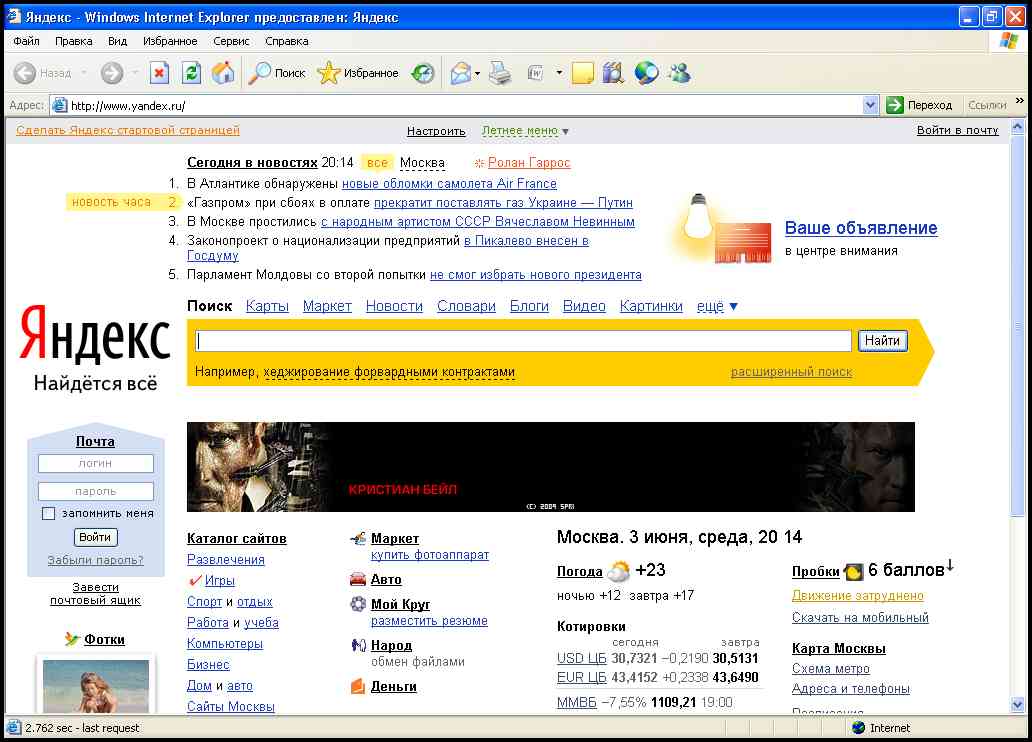 Яндекс - Windows Internet Explorer предоставлен: Яндекс
Файл Правка Вид Избранное Сервис Справка
Назад Поиск Избранное
Адрес: http://www.yandex.ru/ Переход Ссылки »
Сделать Яндекс стартовой страницей Настроить Летнее меню ▼ Войти в почту
Сегодня в новостях 20:14 все Москва Ролан Гаррос
1. В Атлантике обнаружены новые обломки самолета Air France
новость часа 2. «Газпром» при сбоях в оплате прекратит поставлять газ Украине — Путин
3. В Москве простились с народным артистом СССР Вячеславом Невинным
4. Законопроект о национализации предприятий в Пикалево внесен в
Госдуму
5. Парламент Молдовы со второй попытки не смог избрать нового президента
Ваше объявление
в центре внимания
Поиск Карты Маркет Новости Словари Блоги Видео Картинки ещё ▼
Яндекс
Найдётся всё
Найти
Например, хеджирование форвардными контрактами расширенный поиск
Почта
логин
пароль
запомнить меня
Войти
Забыли пароль?
Завести
почтовый ящик
Фотки
КРИСТИАН БЕЙЛ
(C) 2009 SPRI
Каталог сайтов
Развлечения
Игры
Спорт и отдых
Работа и учеба
Компьютеры
Бизнес
Дом и авто
Сайты Москвы
Маркет
купить фотоаппарат
Авто
Мой Круг
разместить резюме
Народ
обмен файлами
Деньги
Москва. 3 июня, среда, 20 14
Погода +23
ночью +12 завтра +17
Котировки
сегодня завтра
USD ЦБ 30,7321 −0,2190 30,5131
EUR ЦБ 43,4152 +0,2338 43,6490
ММВБ −7,55% 1109,21 19:00
Пробки 6 баллов↓
Движение затруднено
Скачать на мобильный
Карта Москвы
Схема метро
Адреса и телефоны
Расписания
2.762 sec - last request Internet